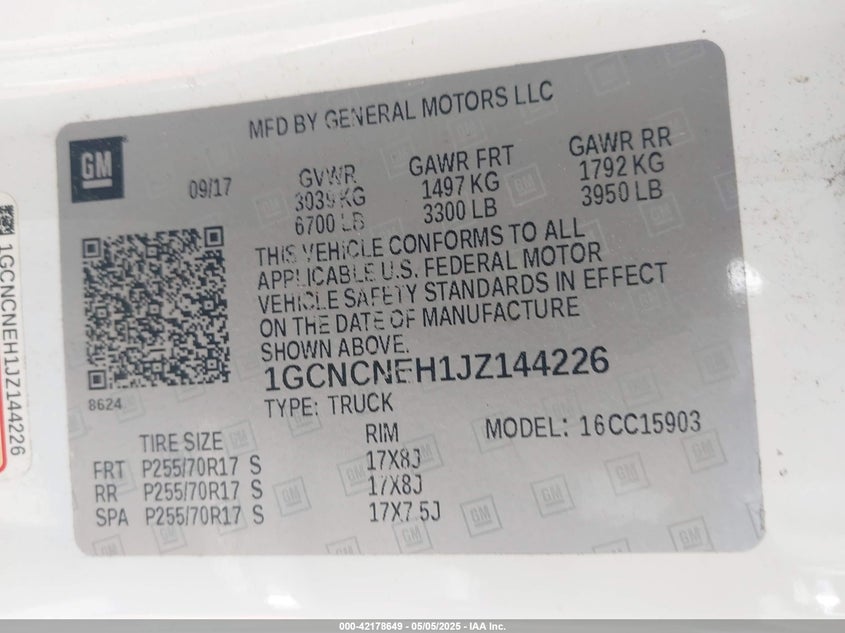 MFD BY GENERAL MOTORS LLC
GM
09/17
GVWR
3039 KG
6700 LB
GAWR FRT
1497 KG
3300 LB
GAWR RR
1792 KG
3950 LB
THIS VEHICLE CONFORMS TO ALL
APPLICABLE U.S. FEDERAL MOTOR
VEHICLE SAFETY STANDARDS IN EFFECT
ON THE DATE OF MANUFACTURE
SHOWN ABOVE.
1GCNCNEH1JZ144226
8624
TYPE: TRUCK
MODEL: 16CC15903
TIRE SIZE RIM
FRT P255/70R17 S 17X8J
RR P255/70R17 S 17X8J
SPA P255/70R17 S 17X7.5J
1GCNCNEH1JZ144226
000-42178649 - 05/05/2025 - IAA Inc.